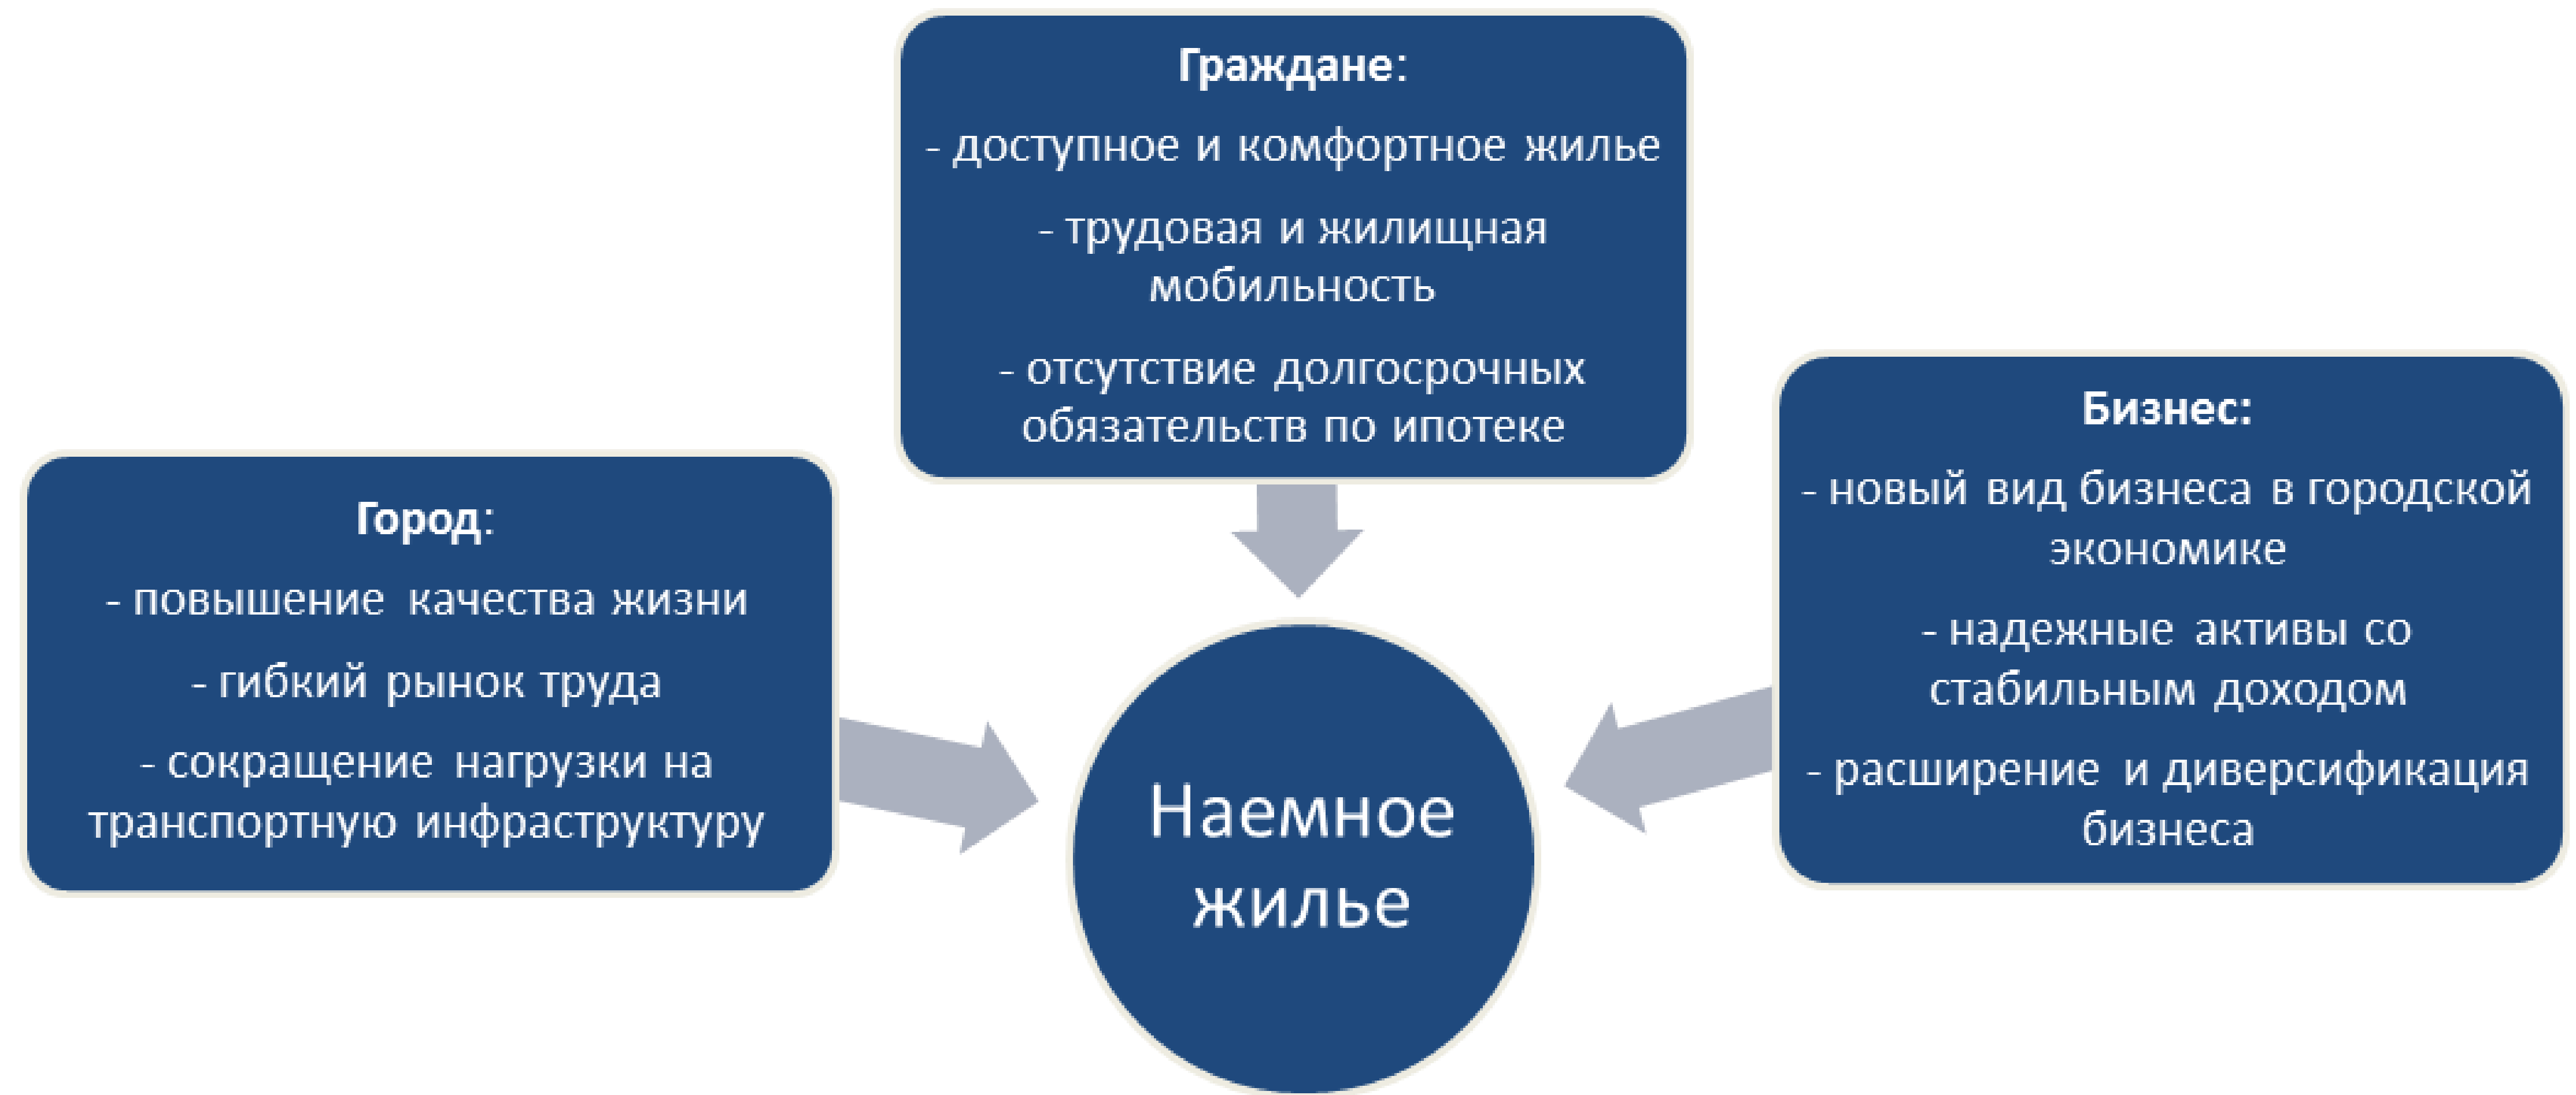 Граждане:
- доступное и комфортное жилье
- трудовая и жилищная
мобильность
- отсутствие долгосрочных
обязательств по ипотеке
Город:
- повышение качества жизни
- гибкий рынок труда
- сокращение нагрузки на
транспортную инфраструктуру
Бизнес:
- новый вид бизнеса в городской
экономике
- надежные активы со
стабильным доходом
- расширение и диверсификация
бизнеса
Наемное
жилье